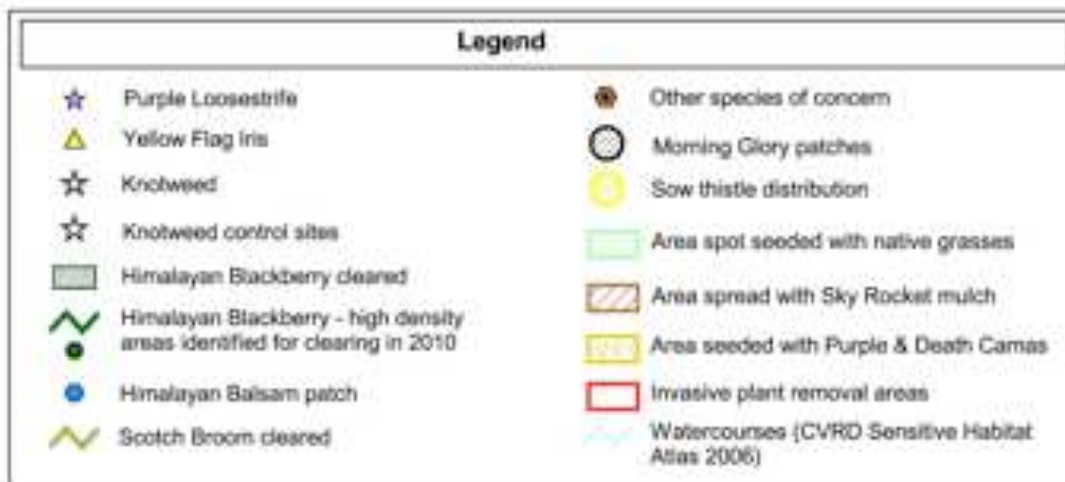 Legend
Purple Loosestrife
Yellow Flag Iris
Knotweed
Knotweed control sites
Himalayan Blackberry cleared
Himalayan Blackberry - high density
areas identified for clearing in 2010
Himalayan Balsam patch
Scotch Broom cleared
Other species of concern
Morning Glory patches
Sow thistle distribution
Area spot seeded with native grasses
Area spread with Sky Rocket mulch
Area seeded with Purple & Death Camas
Invasive plant removal areas
Watercourses (CVRD Sensitive Habitat
Atlas 2006)